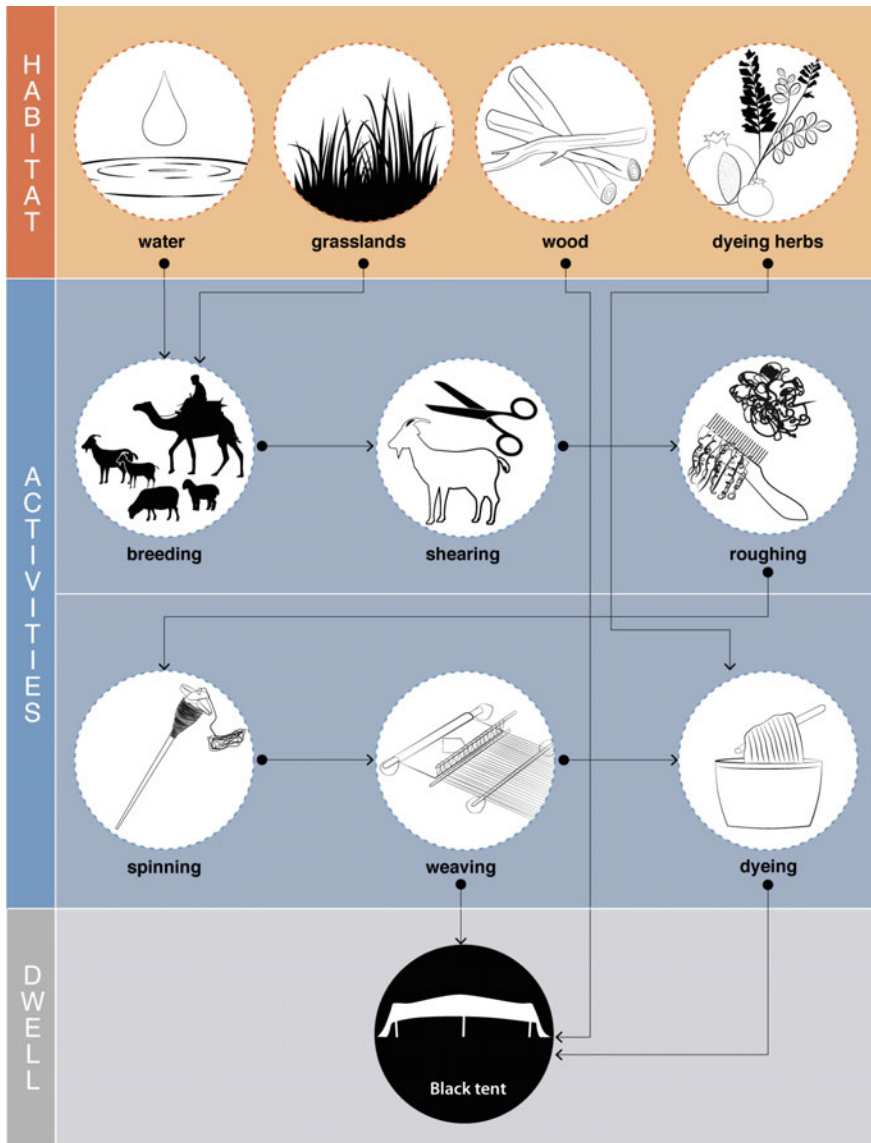 HABITAT
water
grasslands
wood
dyeing herbs
ACTIVITIES
breeding
shearing
roughing
spinning
weaving
dyeing
DWELL
Black tent